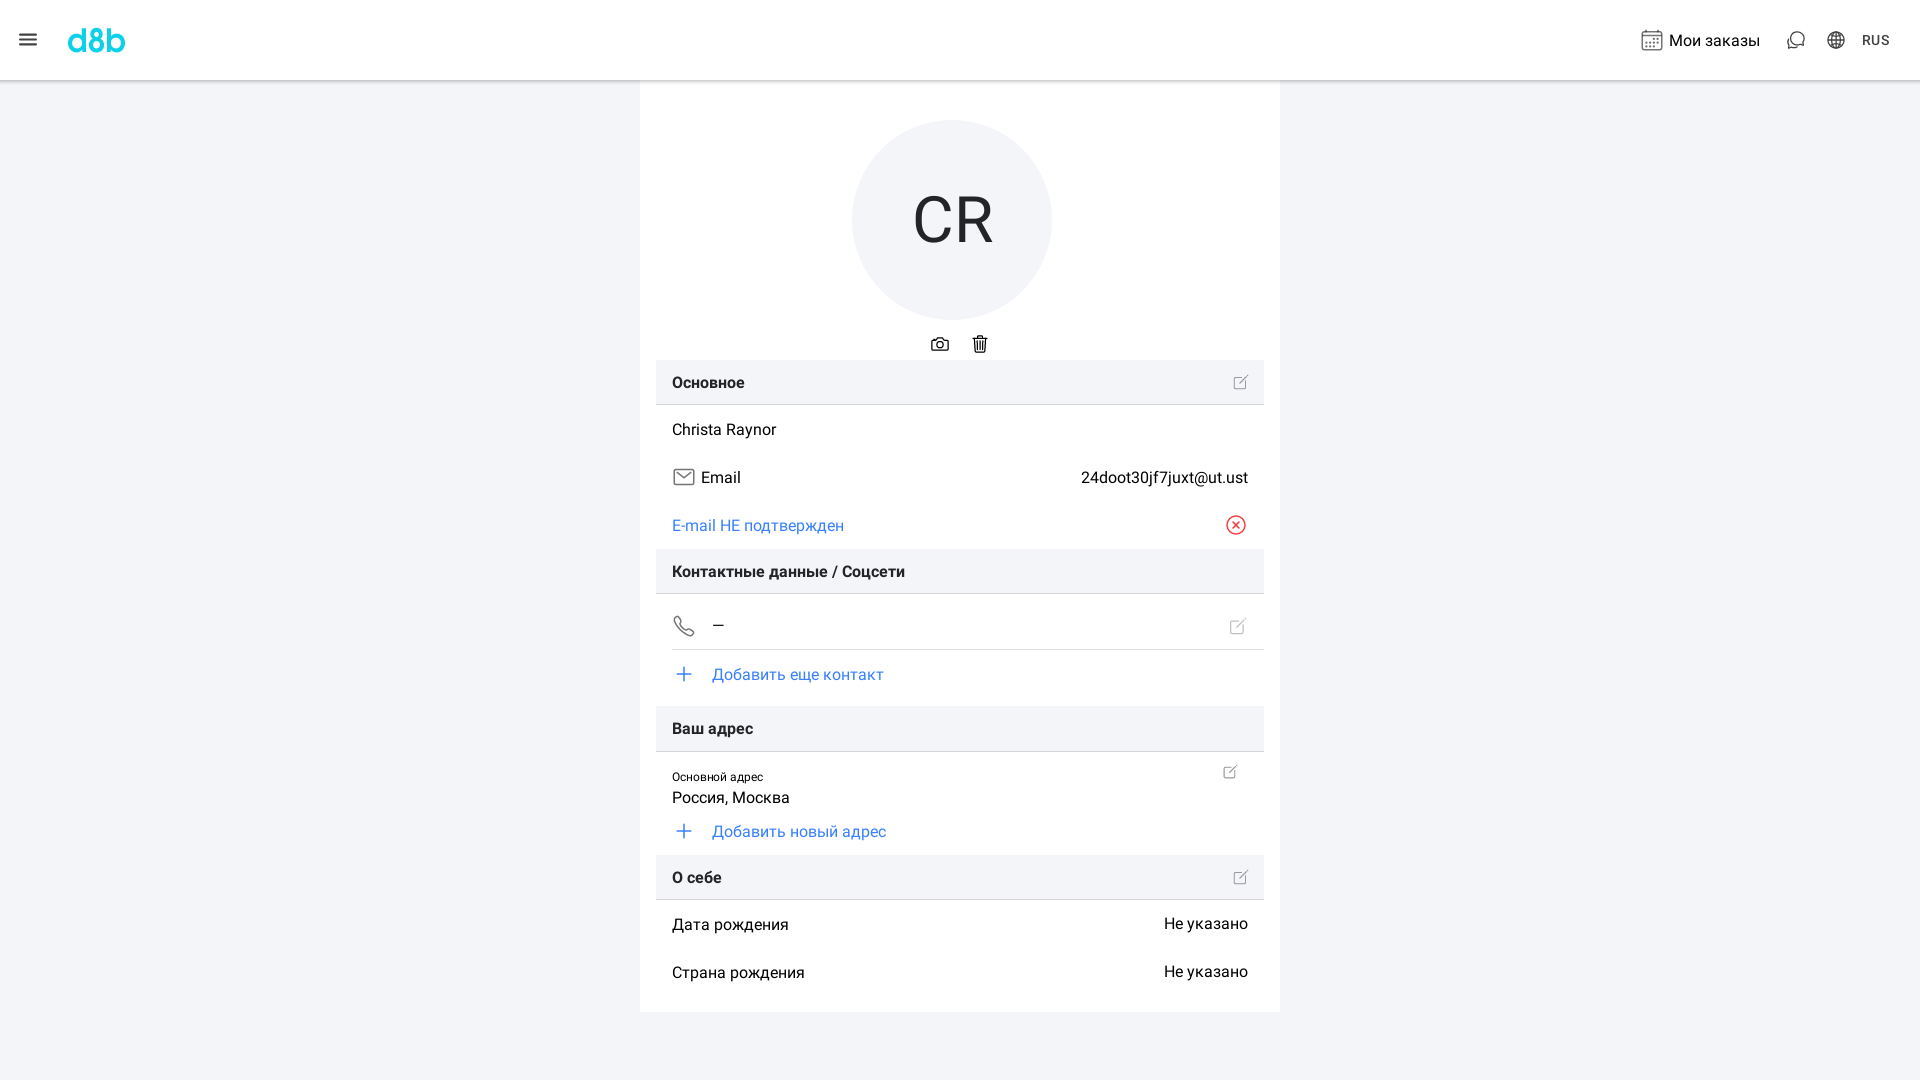 d8b
Мои заказы
RUS
CR
Основное
Christa Raynor
Email 24doot30jf7juxt@ut.ust
E-mail НЕ подтвержден
Контактные данные / Соцсети
—
Добавить еще контакт
Ваш адрес
Основной адрес
Россия, Москва
Добавить новый адрес
О себе
Дата рождения Не указано
Страна рождения Не указано